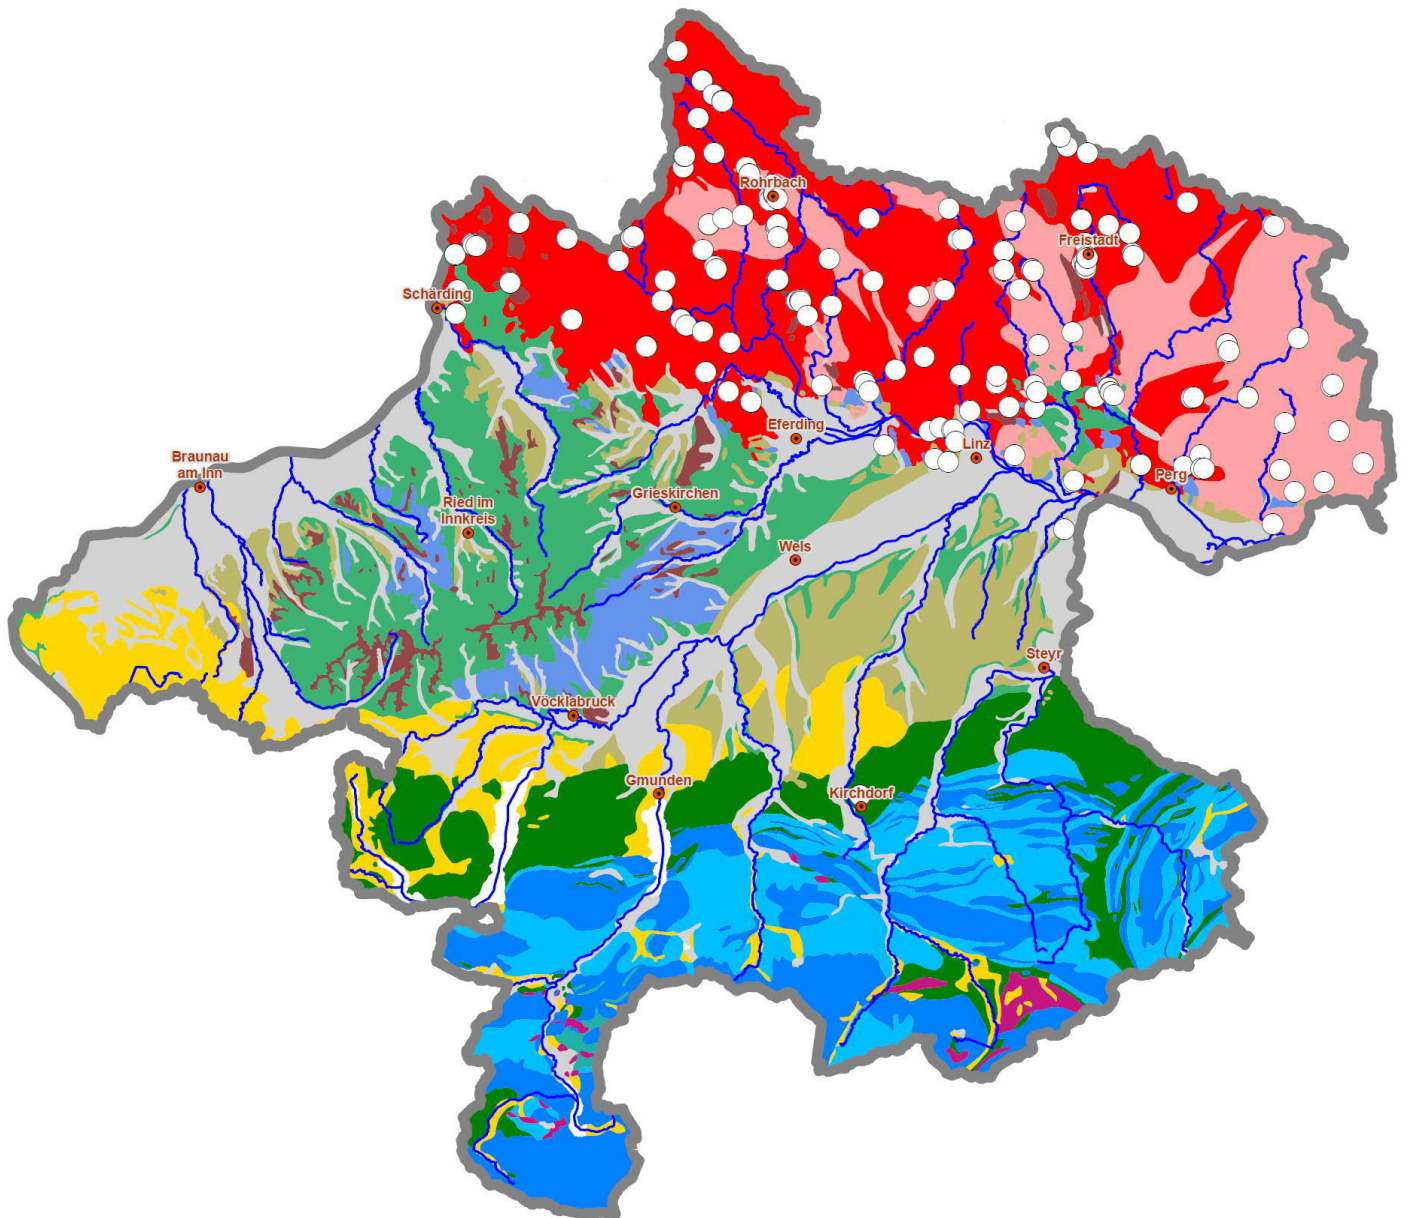 Rohrbach
Freistadt
Schärding
Eferding
Linz
Braunau
am Inn
Perg
Grieskirchen
Ried im
Innkreis
Wels
Steyr
Vöcklabruck
Gmunden
Kirchdorf